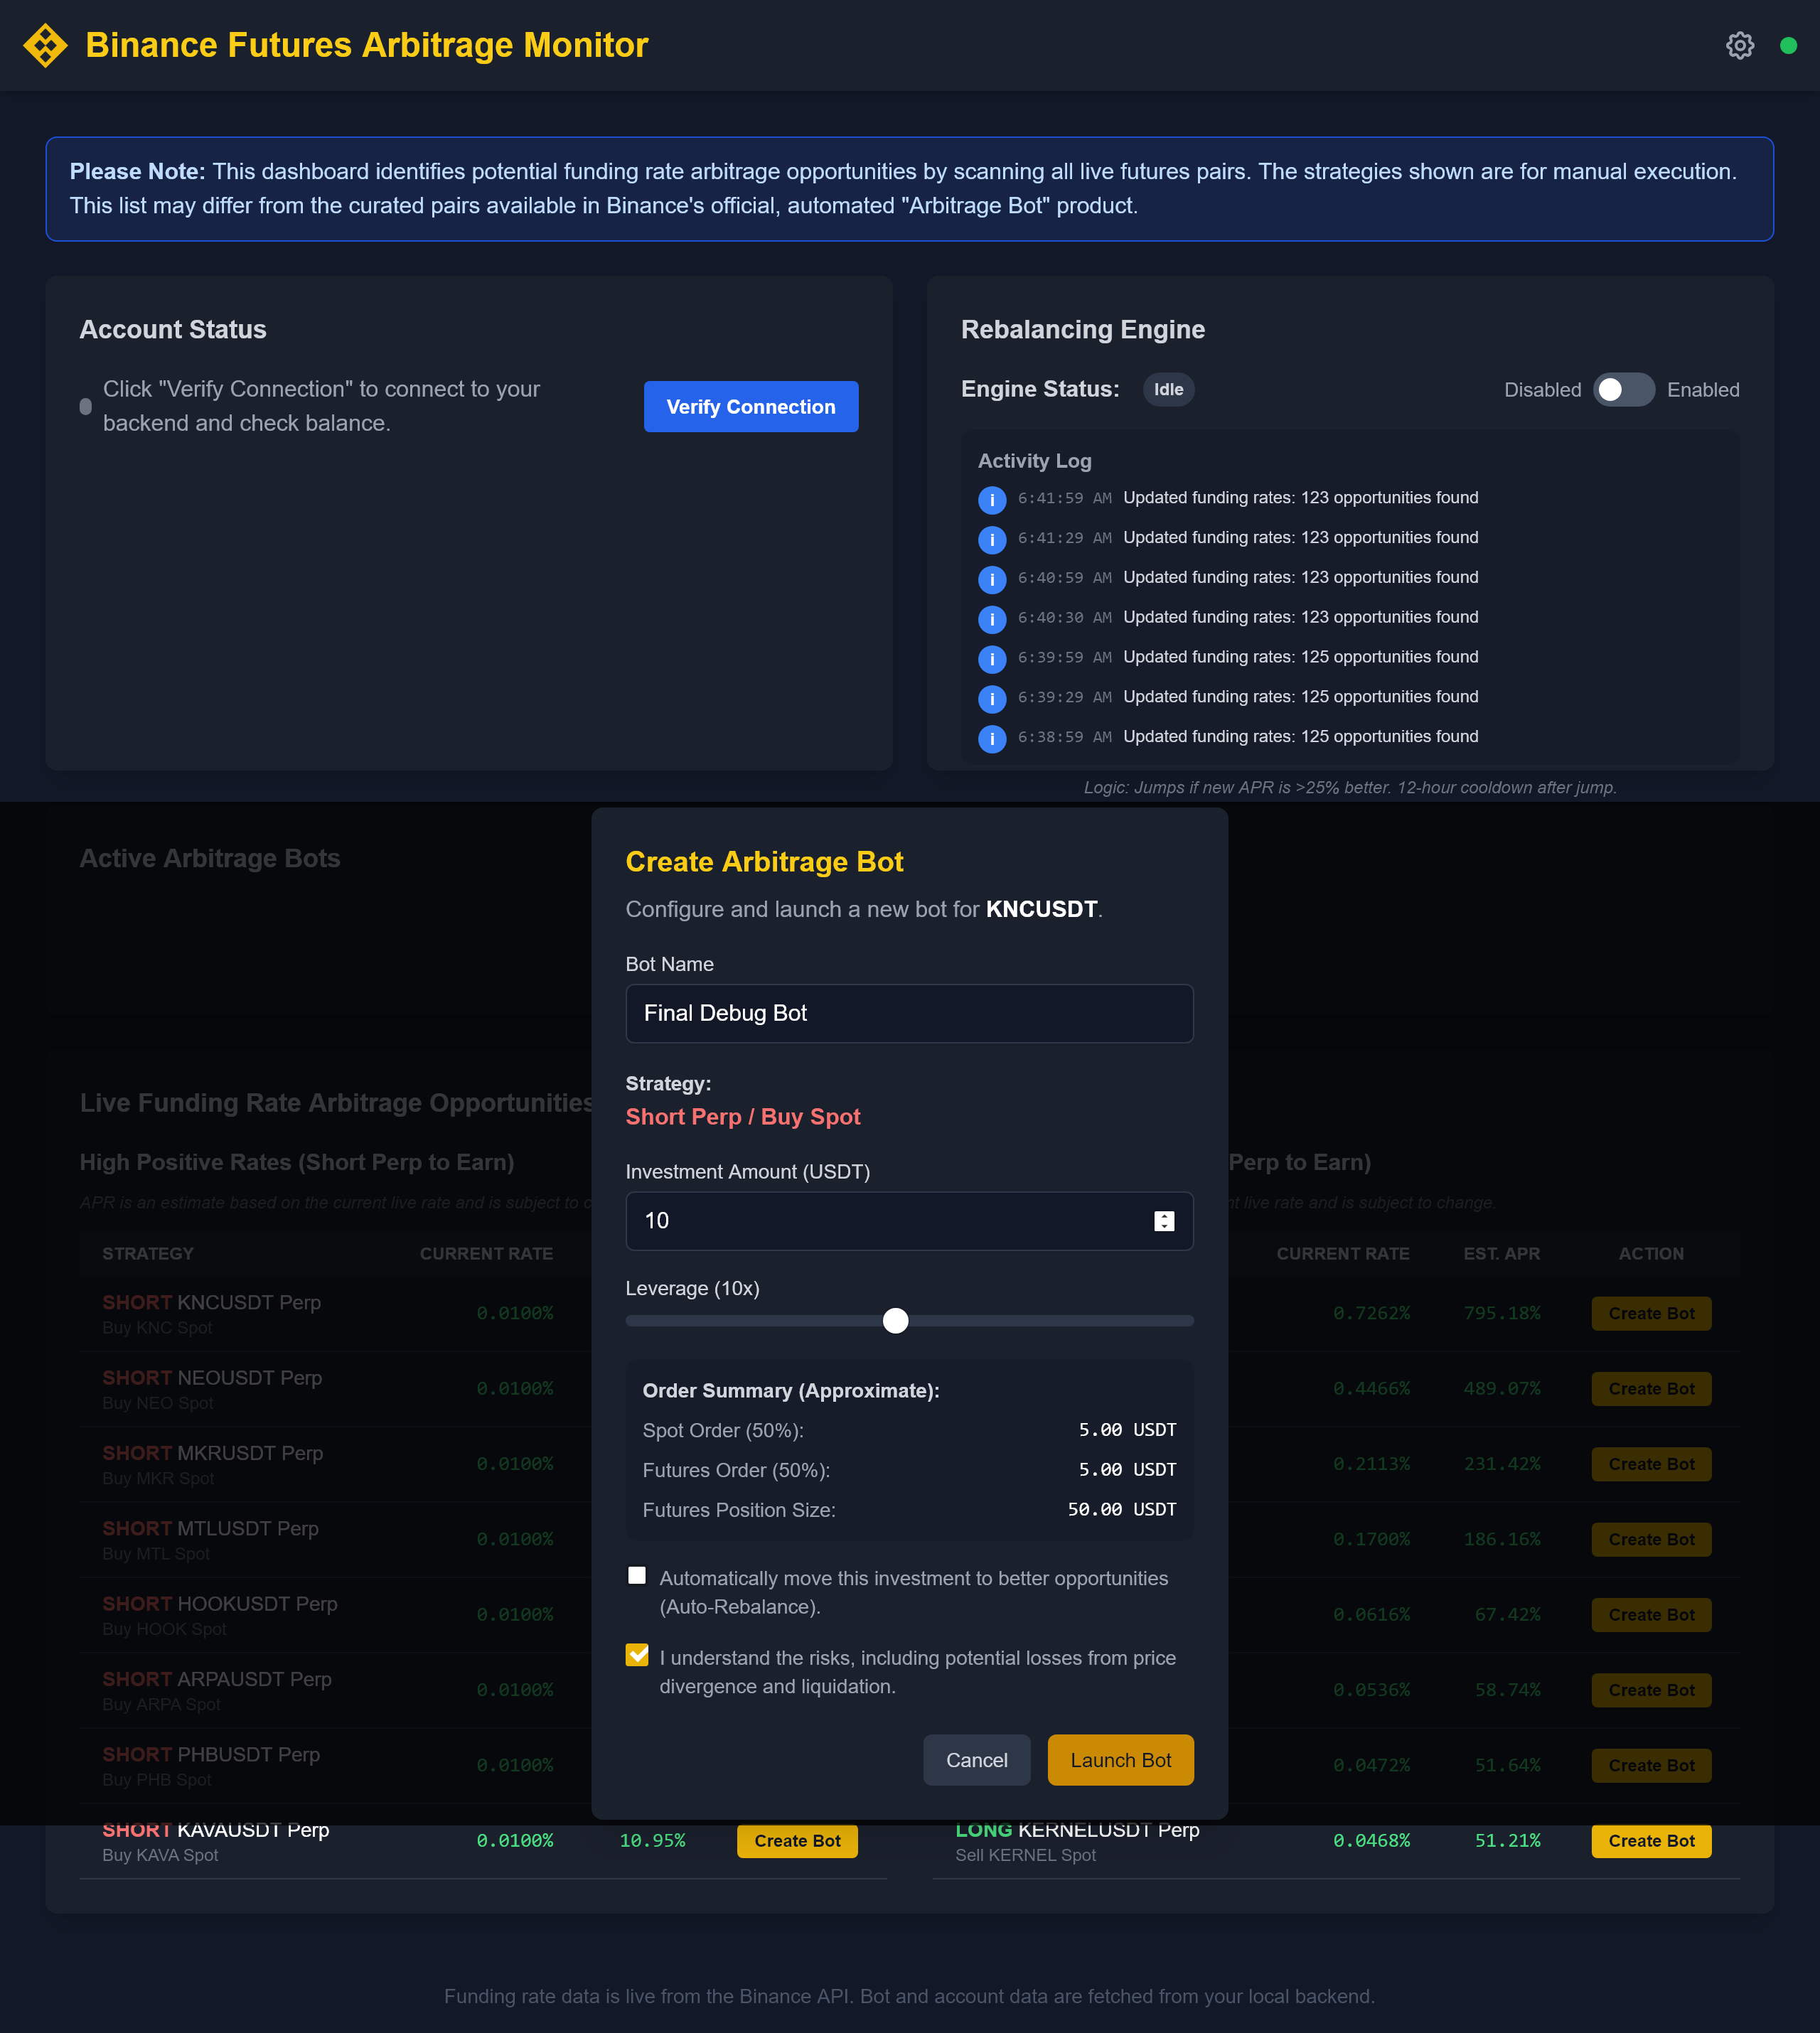 Binance Futures Arbitrage Monitor
Please Note: This dashboard identifies potential funding rate arbitrage opportunities by scanning all live futures pairs. The strategies shown are for manual execution.
This list may differ from the curated pairs available in Binance's official, automated "Arbitrage Bot" product.
Account Status
Click "Verify Connection" to connect to your
backend and check balance.
Verify Connection
Rebalancing Engine
Engine Status: Idle Disabled Enabled
Activity Log
6:41:59 AM Updated funding rates: 123 opportunities found
6:41:29 AM Updated funding rates: 123 opportunities found
6:40:59 AM Updated funding rates: 123 opportunities found
6:40:30 AM Updated funding rates: 123 opportunities found
6:39:59 AM Updated funding rates: 125 opportunities found
6:39:29 AM Updated funding rates: 125 opportunities found
6:38:59 AM Updated funding rates: 125 opportunities found
Logic: Jumps if new APR is >25% better. 12-hour cooldown after jump.
Active Arbitrage Bots
Create Arbitrage Bot
Configure and launch a new bot for KNCUSDT.
Bot Name
Final Debug Bot
Strategy:
Short Perp / Buy Spot
Investment Amount (USDT)
10
Leverage (10x)
Order Summary (Approximate):
Spot Order (50%): 5.00 USDT
Futures Order (50%): 5.00 USDT
Futures Position Size: 50.00 USDT
Automatically move this investment to better opportunities
(Auto-Rebalance).
I understand the risks, including potential losses from price
divergence and liquidation.
Cancel Launch Bot
Live Funding Rate Arbitrage Opportunities
High Positive Rates (Short Perp to Earn)
APR is an estimate based on the current live rate and is subject to
STRATEGY CURRENT RATE
SHORT KNCUSDT Perp 0.0100%
Buy KNC Spot
SHORT NEOUSDT Perp 0.0100%
Buy NEO Spot
SHORT MKRUSDT Perp 0.0100%
Buy MKR Spot
SHORT MTLUSDT Perp 0.0100%
Buy MTL Spot
SHORT HOOKUSDT Perp 0.0100%
Buy HOOK Spot
SHORT ARPAUSDT Perp 0.0100%
Buy ARPA Spot
SHORT PHBUSDT Perp 0.0100%
Buy PHB Spot
SHORT KAVAUSDT Perp 0.0100% 10.95% Create Bot
Buy KAVA Spot
Perp to Earn)
live rate and is subject to change.
CURRENT RATE EST. APR ACTION
0.7262% 795.18% Create Bot
0.4466% 489.07% Create Bot
0.2113% 231.42% Create Bot
0.1700% 186.16% Create Bot
0.0616% 67.42% Create Bot
0.0536% 58.74% Create Bot
0.0472% 51.64% Create Bot
LONG KERNELUSDT Perp 0.0468% 51.21% Create Bot
Sell KERNEL Spot
Funding rate data is live from the Binance API. Bot and account data are fetched from your local backend.